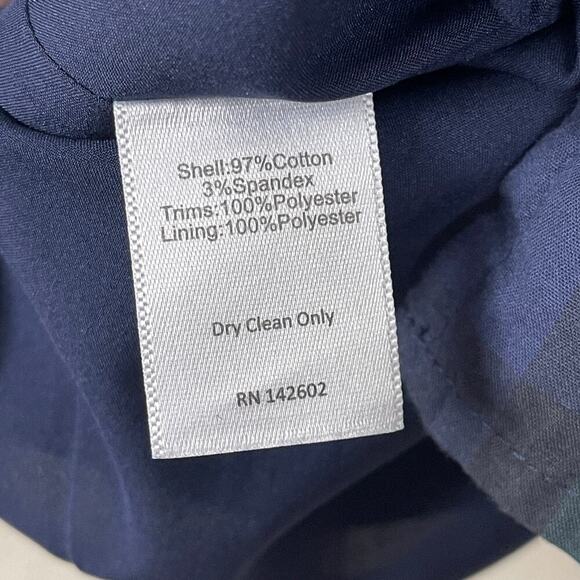 Shell:97%Cotton
3%Spandex
Trims:100%Polyester
Lining:100%Polyester
Dry Clean Only
RN 142602